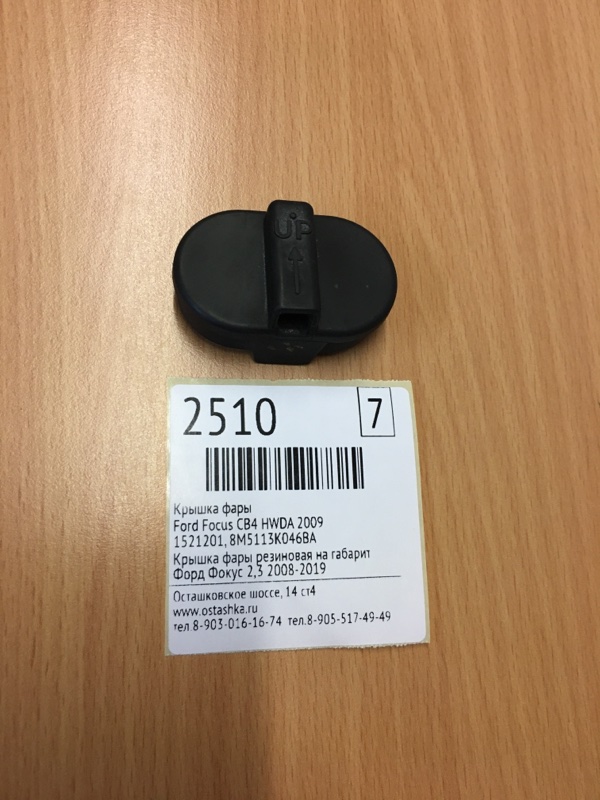 UP
2510
7
Крышка фары
Ford Focus CB4 HWDA 2009
1521201, 8M5113K046BA
Крышка фары резиновая на габарит
Форд Фокус 2,3 2008-2019
Осташковское шоссе, 14 ст4
www.ostashka.ru
тел.8-903-016-16-74 тел.8-905-517-49-49